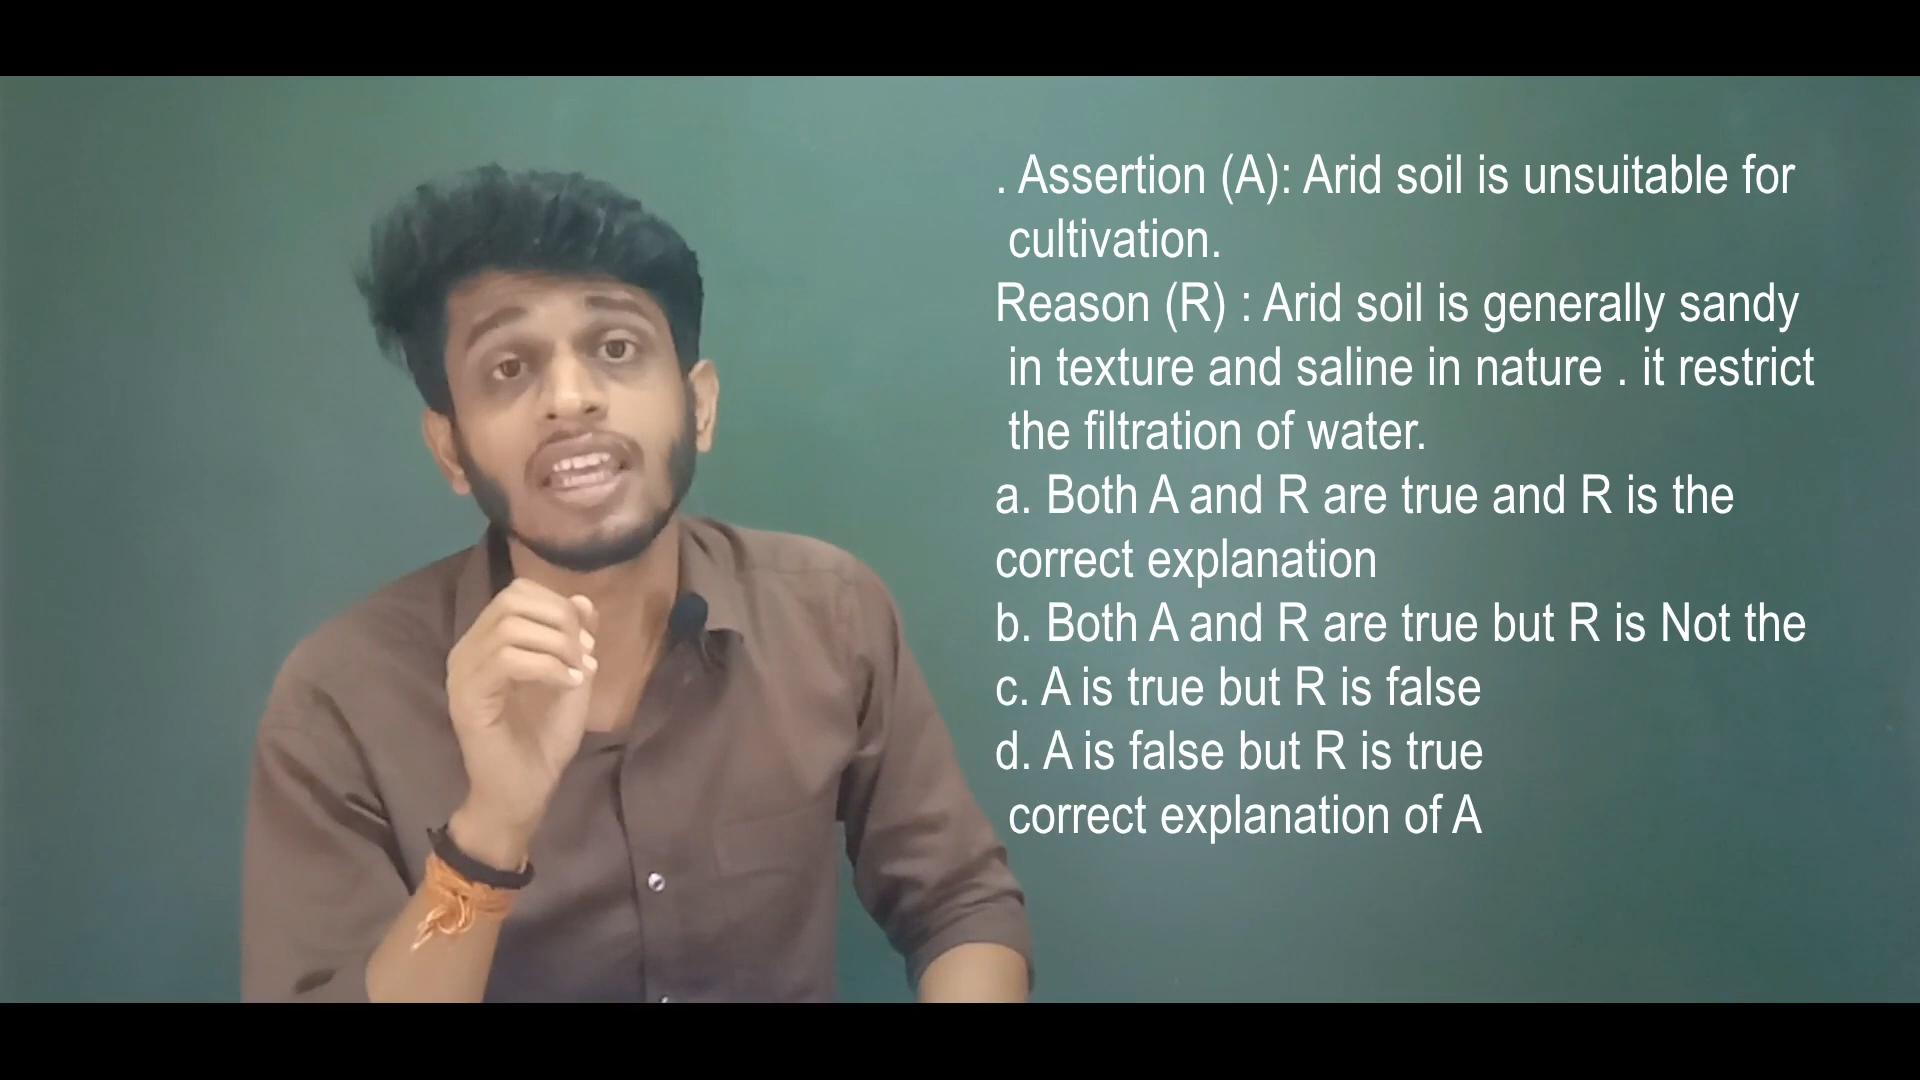 . Assertion (A): Arid soil is unsuitable for
cultivation.
Reason (R) : Arid soil is generally sandy
in texture and saline in nature . it restrict
the filtration of water.
a. Both A and R are true and R is the
correct explanation
b. Both A and R are true but R is Not the
c. A is true but R is false
d. A is false but R is true
correct explanation of A